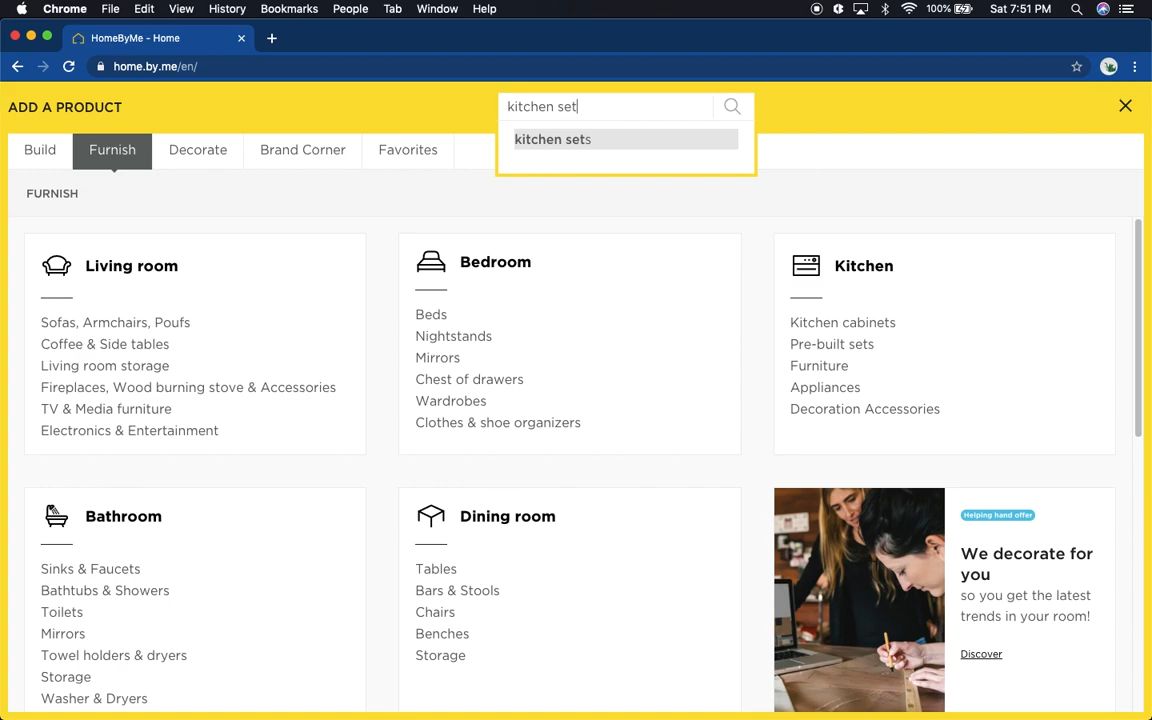 Chrome File Edit View History Bookmarks People Tab Window Help 100% Sat 7:51 PM
HomeByMe - Home
home.by.me/en/
ADD A PRODUCT
kitchen set
kitchen sets
Build Furnish Decorate Brand Corner Favorites
FURNISH
Living room
Sofas, Armchairs, Poufs
Coffee & Side tables
Living room storage
Fireplaces, Wood burning stove & Accessories
TV & Media furniture
Electronics & Entertainment
Bedroom
Beds
Nightstands
Mirrors
Chest of drawers
Wardrobes
Clothes & shoe organizers
Kitchen
Kitchen cabinets
Pre-built sets
Furniture
Appliances
Decoration Accessories
Bathroom
Sinks & Faucets
Bathtubs & Showers
Toilets
Mirrors
Towel holders & dryers
Storage
Washer & Dryers
Dining room
Tables
Bars & Stools
Chairs
Benches
Storage
Helping hand offer
We decorate for
you
so you get the latest
trends in your room!
Discover